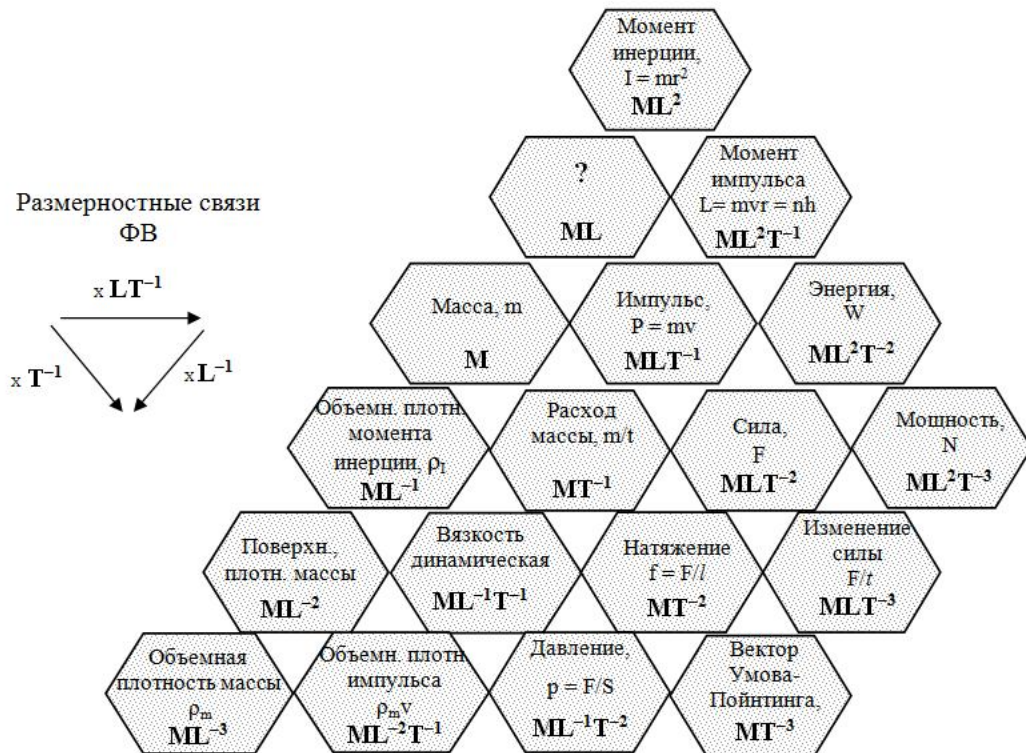 Момент
инерции,
I = mr²
ML²
?
ML
Момент
импульса
L= mvr = nh
ML²T⁻¹
Размерностные связи
ФВ
x LT⁻¹
x T⁻¹
x L⁻¹
Масса, m
M
Импульс,
P = mv
MLT⁻¹
Энергия,
W
ML²T⁻²
Объемн. плотн.
момента
инерции, ρI
ML⁻¹
Расход
массы, m/t
MT⁻¹
Сила,
F
MLT⁻²
Мощность,
N
ML²T⁻³
Поверхн.,
плотн. массы
ML⁻²
Вязкость
динамическая
ML⁻¹T⁻¹
Натяжение
f = F/l
MT⁻²
Изменение
силы
F/t
MLT⁻³
Объемная
плотность массы
ρm
ML⁻³
Объемн. плотн.
импульса
ρmv
ML⁻²T⁻¹
Давление,
p = F/S
ML⁻¹T⁻²
Вектор
Умова-
Пойнтинга,
MT⁻³